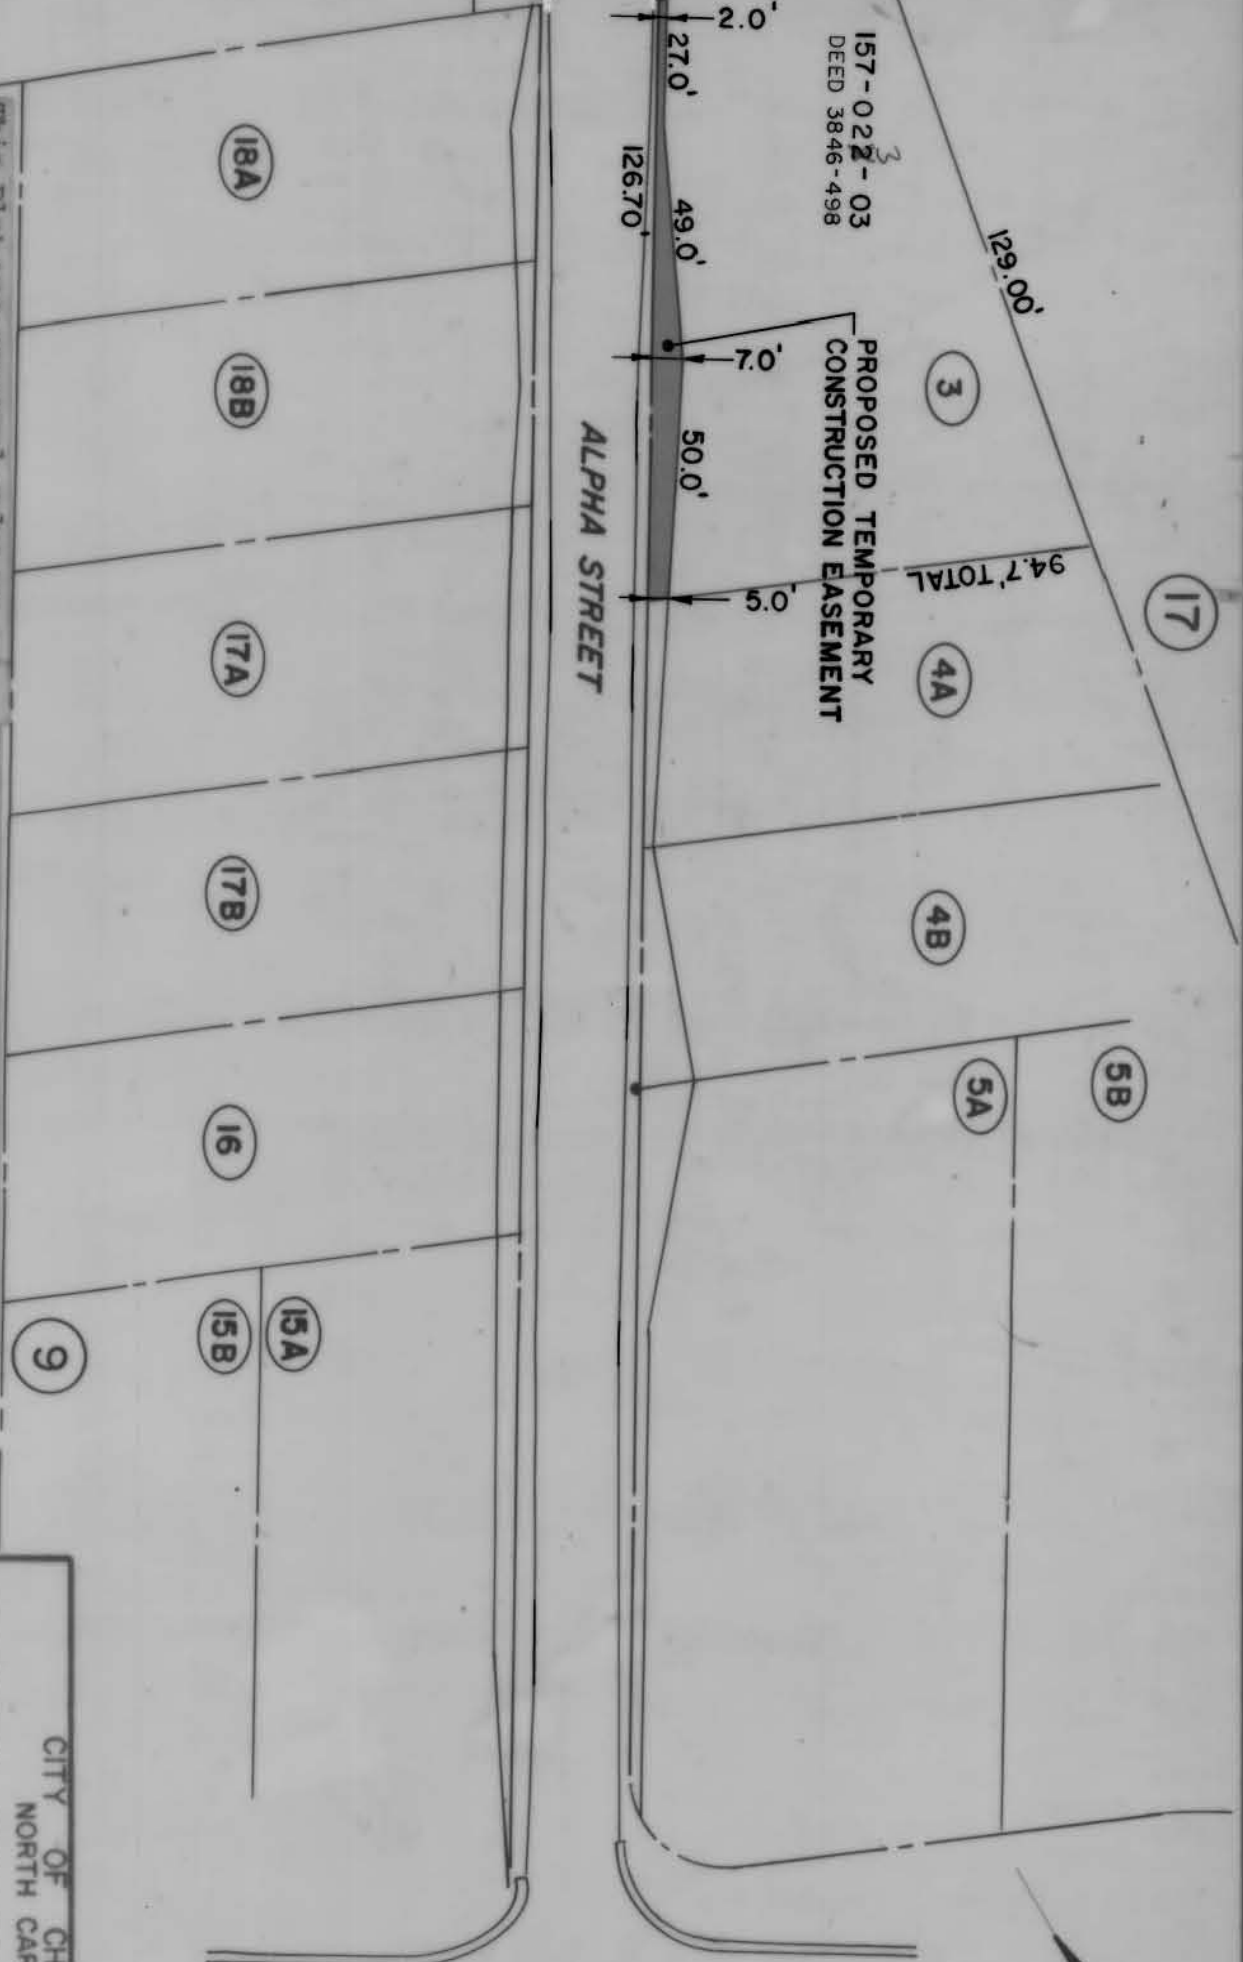 2.0'
27.0'
157-022-03
3
DEED 3846-498
126.70'
49.0'
129.00'
PROPOSED TEMPORARY
CONSTRUCTION EASEMENT
7.0'
50.0'
5.0'
94.7' TOTAL
ALPHA STREET
3
17
4A
4B
5B
5A
18A
18B
17A
17B
16
15A
15B
9
CITY OF
NORTH